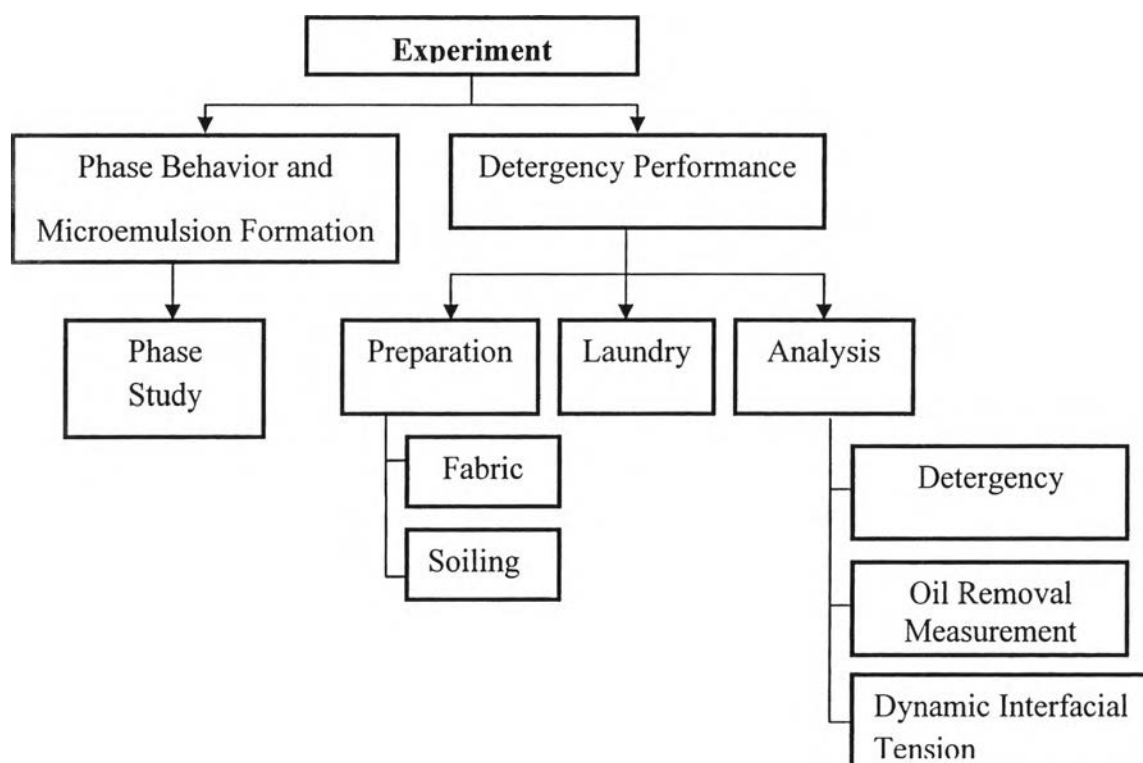 Experiment
Phase Behavior and
Microemulsion Formation
Detergency Performance
Phase
Study
Preparation
Laundry
Analysis
Fabric
Soiling
Detergency
Oil Removal
Measurement
Dynamic Interfacial
Tension